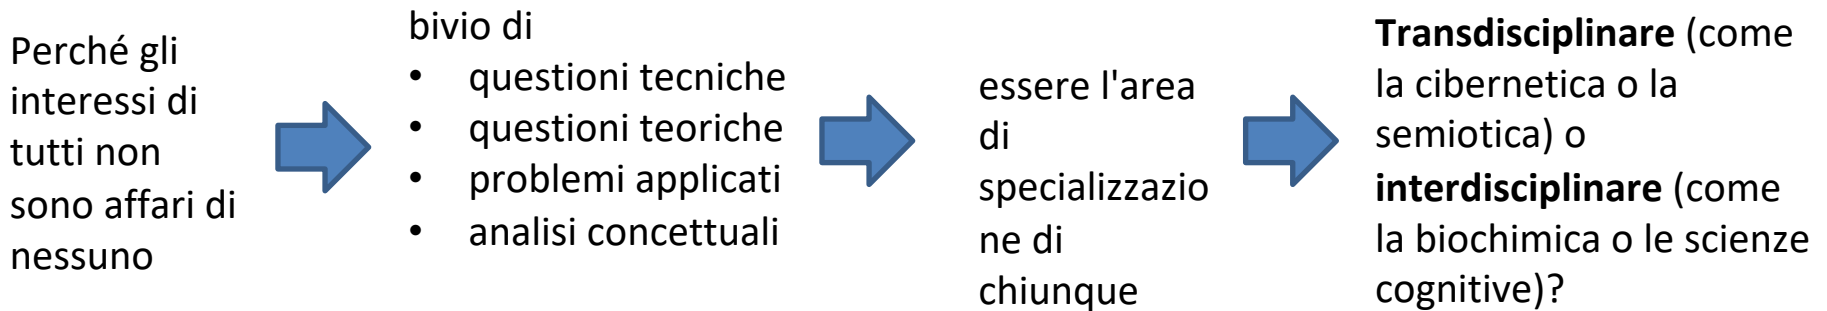 Perché gli
interessi di
tutti non
sono affari di
nessuno
bivio di
• questioni tecniche
• questioni teoriche
• problemi applicati
• analisi concettuali
essere l'area
di
specializzazio
ne di
chiunque
Transdisciplinare (come
la cibernetica o la
semiotica) o
interdisciplinare (come
la biochimica o le scienze
cognitive)?